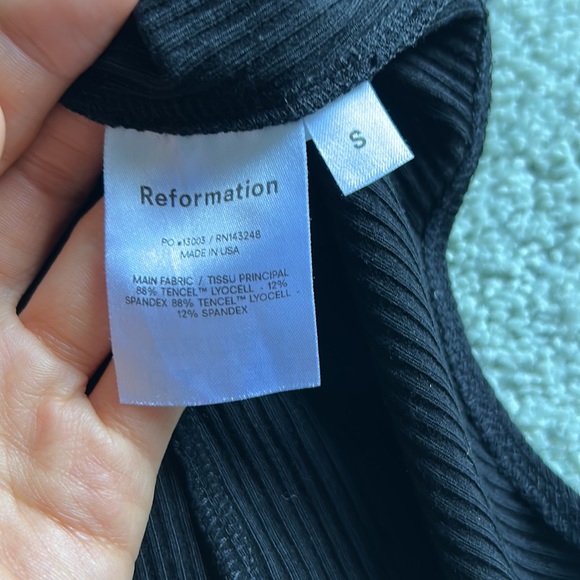 S
Reformation
PO #13003 / RN143248
MADE IN USA
MAIN FABRIC / TISSU PRINCIPAL
88% TENCEL™ LYOCELL - 12%
SPANDEX 88% TENCEL™ LYOCELL
12% SPANDEX